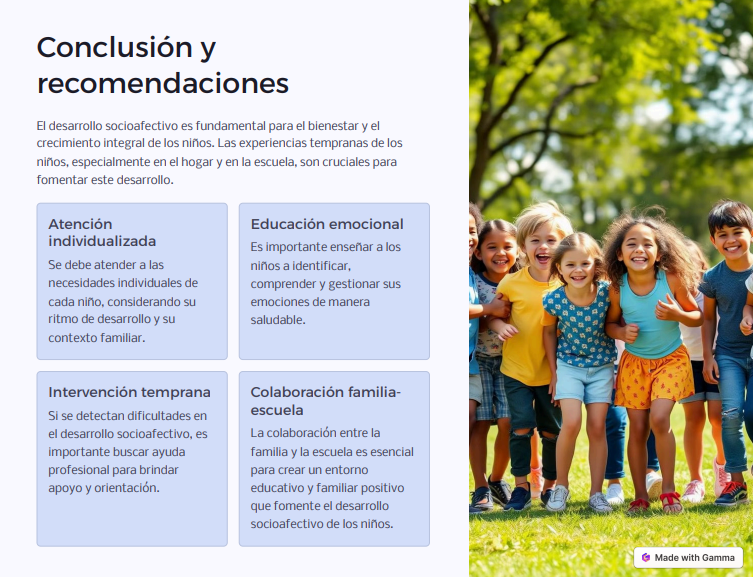 Conclusión y
recomendaciones
El desarrollo socioafectivo es fundamental para el bienestar y el
crecimiento integral de los niños. Las experiencias tempranas de los
niños, especialmente en el hogar y en la escuela, son cruciales para
fomentar este desarrollo.
Atención
individualizada
Se debe atender a las
necesidades individuales de
cada niño, considerando su
ritmo de desarrollo y su
contexto familiar.
Educación emocional
Es importante enseñar a los
niños a identificar,
comprender y gestionar sus
emociones de manera
saludable.
Intervención temprana
Si se detectan dificultades en
el desarrollo socioafectivo, es
importante buscar ayuda
profesional para brindar
apoyo y orientación.
Colaboración familia-
escuela
La colaboración entre la
familia y la escuela es esencial
para crear un entorno
educativo y familiar positivo
que fomente el desarrollo
socioafectivo de los niños.
Made with Gamma